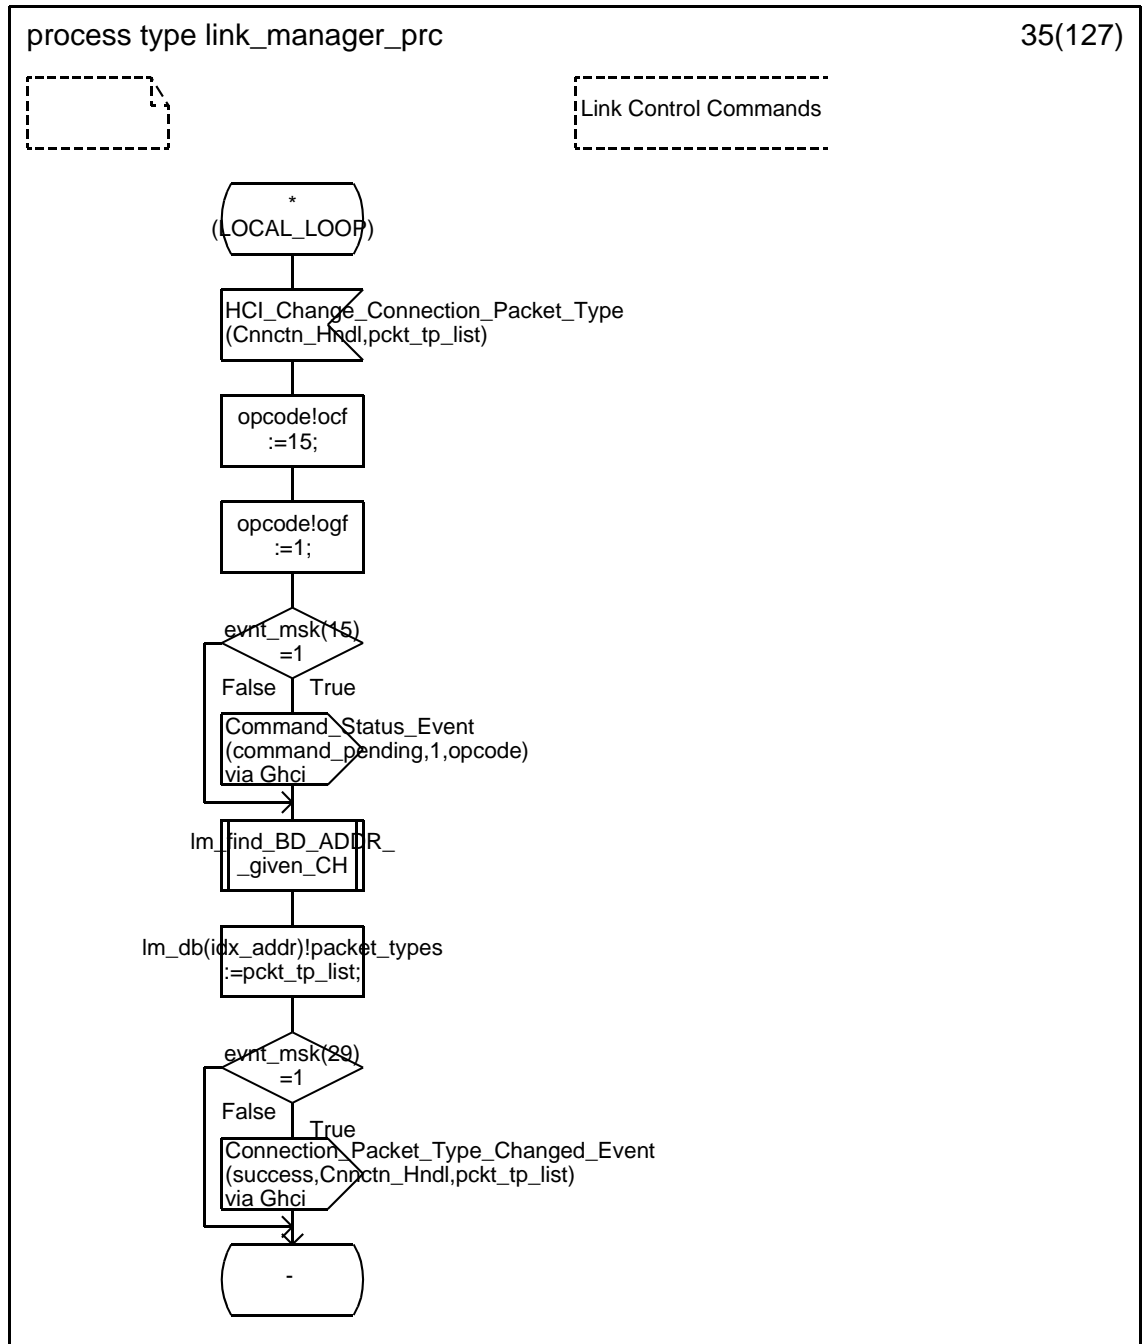 process type link_manager_prc
35(127)
Link Control Commands
*
(LOCAL_LOOP)
HCI_Change_Connection_Packet_Type
(Cnnctn_Hndl,pckt_tp_list)
opcode!ocf
:=15;
opcode!ogf
:=1;
evnt_msk(15)
=1
False
True
Command_Status_Event
(command_pending,1,opcode)
via Ghci
lm_find_BD_ADDR_
_given_CH
lm_db(idx_addr)!packet_types
:=pckt_tp_list;
evnt_msk(29)
=1
False
True
Connection_Packet_Type_Changed_Event
(success,Cnnctn_Hndl,pckt_tp_list)
via Ghci
-